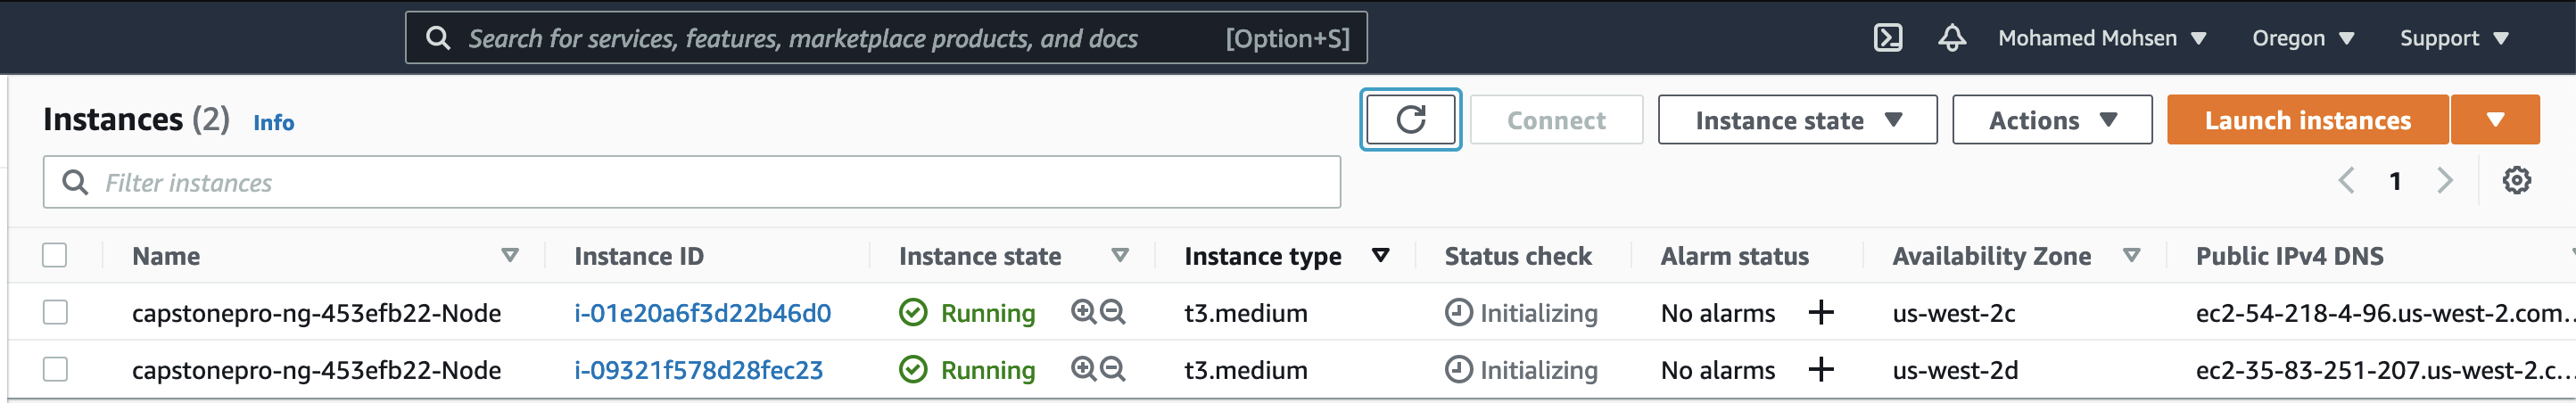 Search for services, features, marketplace products, and docs [Option+S] Mohamed Mohsen Oregon Support
Instances (2) Info Connect Instance state Actions Launch instances
Filter instances 1
Name Instance ID Instance state Instance type Status check Alarm status Availability Zone Public IPv4 DNS
capstonepro-ng-453efb22-Node i-01e20a6f3d22b46d0 Running t3.medium Initializing No alarms + us-west-2c ec2-54-218-4-96.us-west-2.com...
capstonepro-ng-453efb22-Node i-09321f578d28fec23 Running t3.medium Initializing No alarms + us-west-2d ec2-35-83-251-207.us-west-2.c...